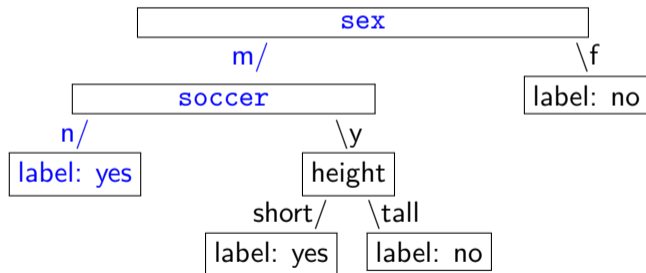 sex
m/ \f
soccer label: no
n/ \y
label: yes height
short/ \tall
label: yes label: no